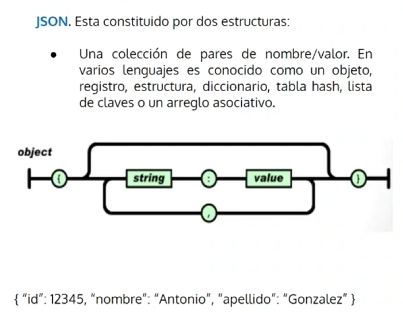 JSON. Esta constituido por dos estructuras:
● Una colección de pares de nombre/valor. En
varios lenguajes es conocido como un objeto,
registro, estructura, diccionario, tabla hash, lista
de claves o un arreglo asociativo.
object
{ string : value }
,
{ “id”: 12345, “nombre”: “Antonio”, “apellido”: “Gonzalez” }